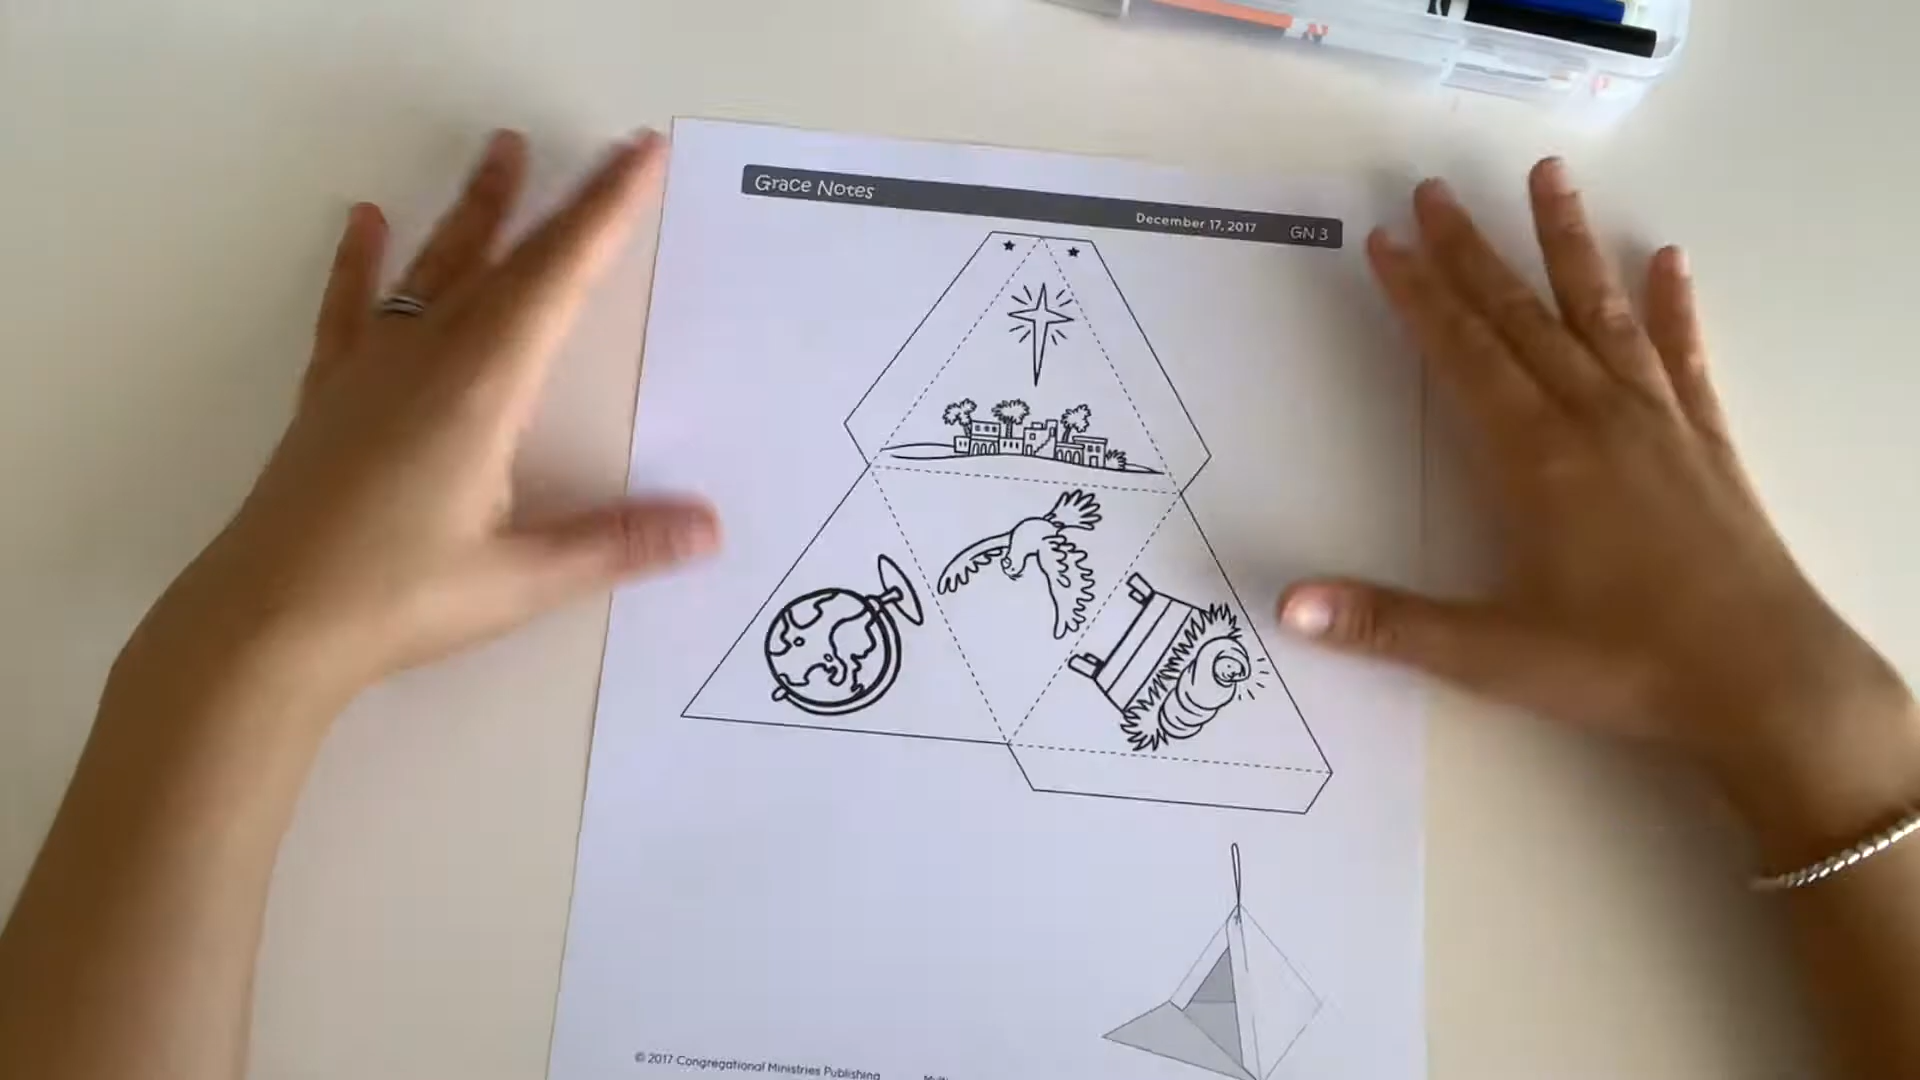 Grace Notes
December 17, 2017 GN 3
© 2017 Congregational Ministries Publishing